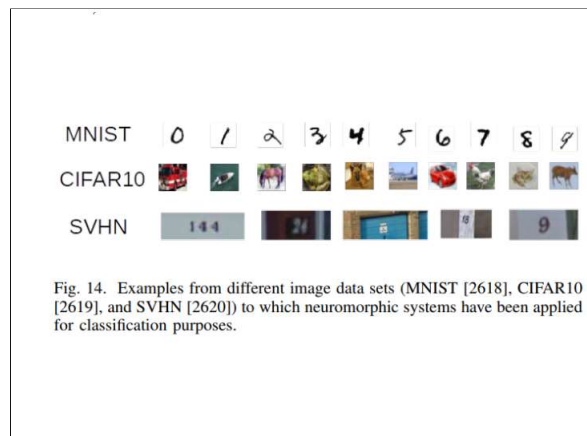 MNIST 0 1 2 3 4 5 6 7 8 9
CIFAR10
SVHN 144 24 13 9
Fig. 14. Examples from different image data sets (MNIST [2618], CIFAR10
[2619], and SVHN [2620]) to which neuromorphic systems have been applied
for classification purposes.